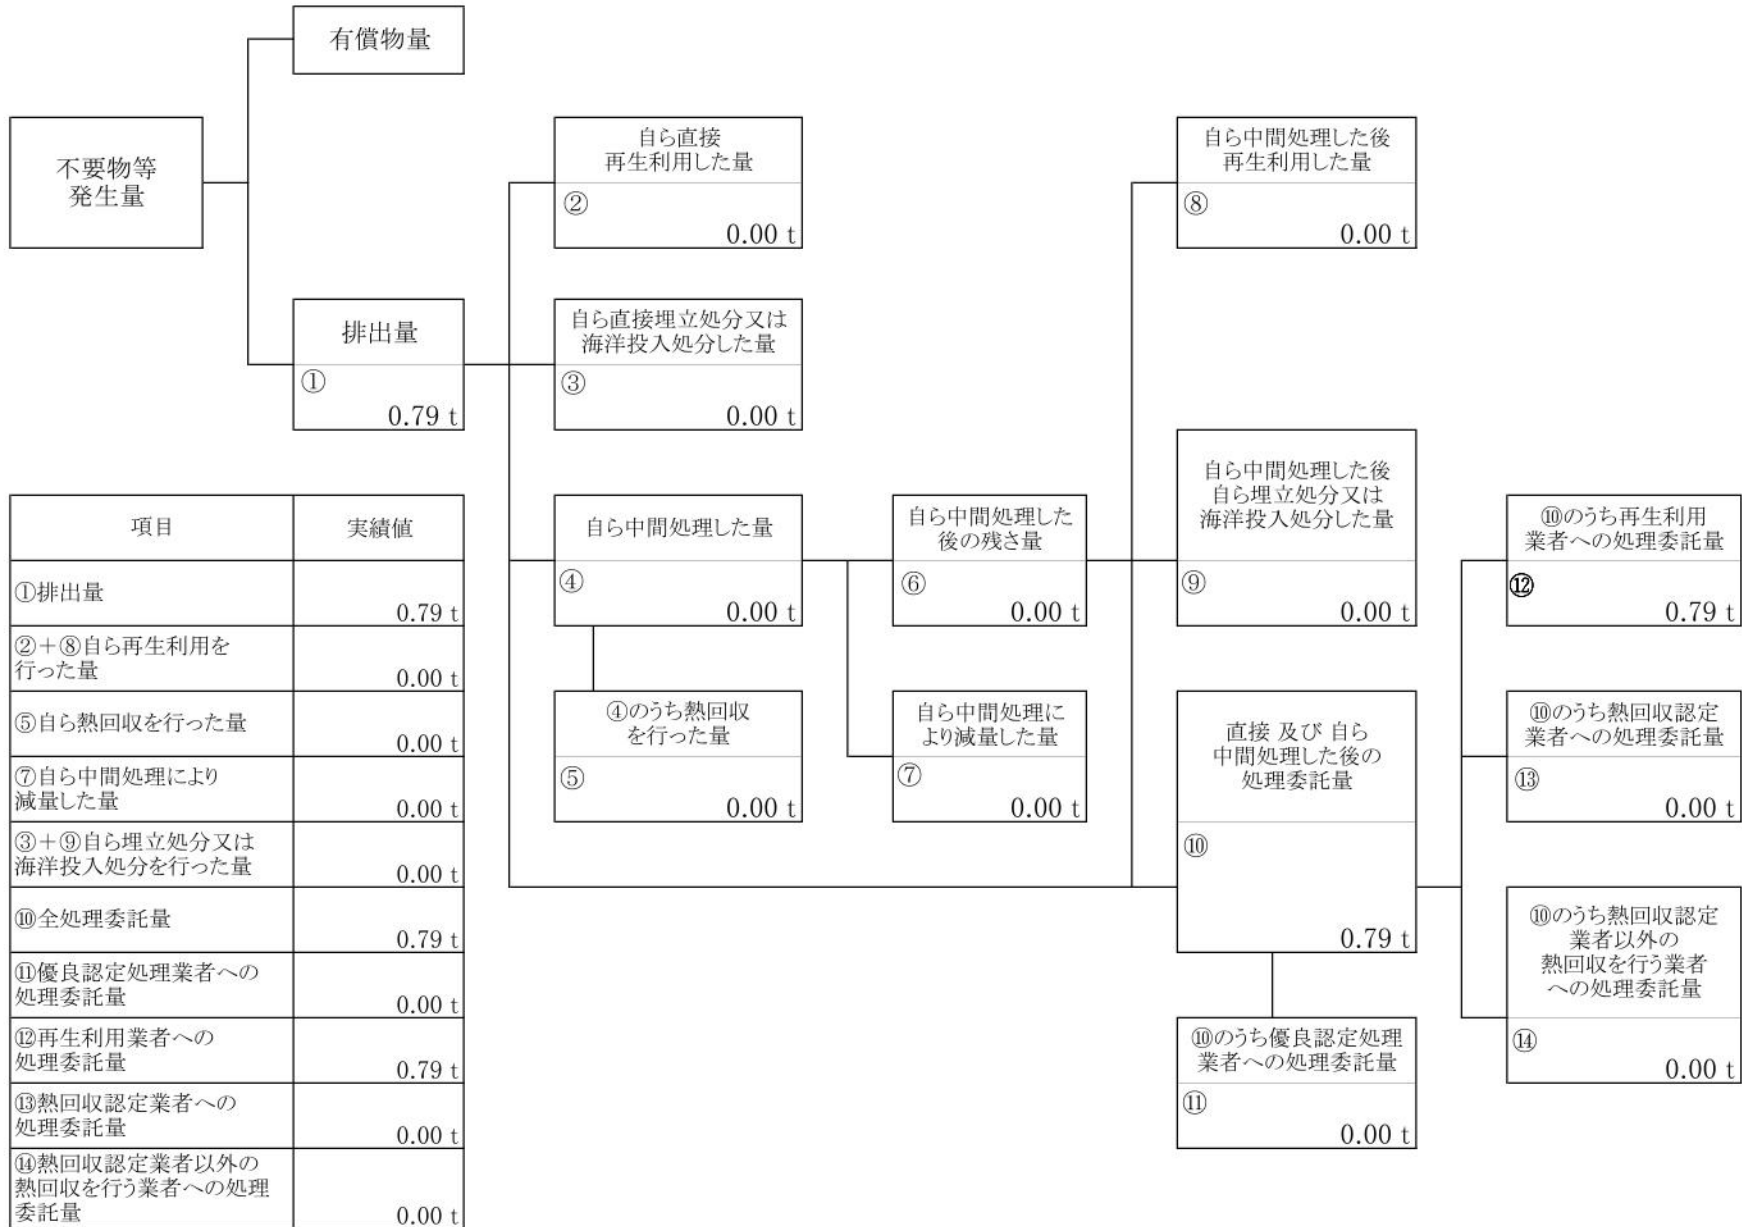 有償物量
不要物等
発生量
排出量
①
0.79 t
自ら直接
再生利用した量
②
0.00 t
自ら直接埋立処分又は
海洋投入処分した量
③
0.00 t
自ら中間処理した量
④
0.00 t
④のうち熱回収
を行った量
⑤
0.00 t
自ら中間処理した
後の残さ量
⑥
0.00 t
自ら中間処理に
より減量した量
⑦
0.00 t
自ら中間処理した後
再生利用した量
⑧
0.00 t
自ら中間処理した後
自ら埋立処分又は
海洋投入処分した量
⑨
0.00 t
直接 及び 自ら
中間処理した後の
処理委託量
⑩
0.79 t
⑩のうち優良認定処理
業者への処理委託量
⑪
0.00 t
⑩のうち再生利用
業者への処理委託量
⑫
0.79 t
⑩のうち熱回収認定
業者への処理委託量
⑬
0.00 t
⑩のうち熱回収認定
業者以外の
熱回収を行う業者
への処理委託量
⑭
0.00 t
項目 実績値
①排出量
0.79 t
②+⑧自ら再生利用を
行った量
0.00 t
⑤自ら熱回収を行った量
0.00 t
⑦自ら中間処理により
減量した量
0.00 t
③+⑨自ら埋立処分又は
海洋投入処分を行った量
0.00 t
⑩全処理委託量
0.79 t
⑪優良認定処理業者への
処理委託量
0.00 t
⑫再生利用業者への
処理委託量
0.79 t
⑬熱回収認定業者への
処理委託量
0.00 t
⑭熱回収認定業者以外の
熱回収を行う業者への処理
委託量
0.00 t